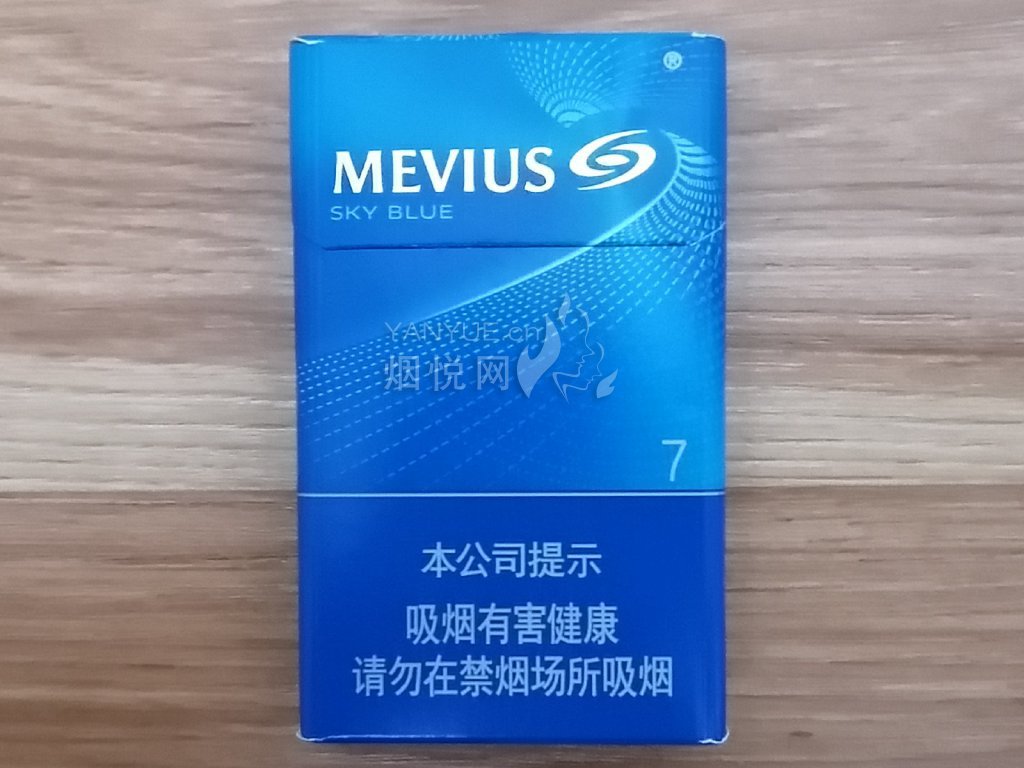 ®
MEVIUS
SKY BLUE
YANYUE.cn
烟悦网
7
本公司提示
吸烟有害健康
请勿在禁烟场所吸烟